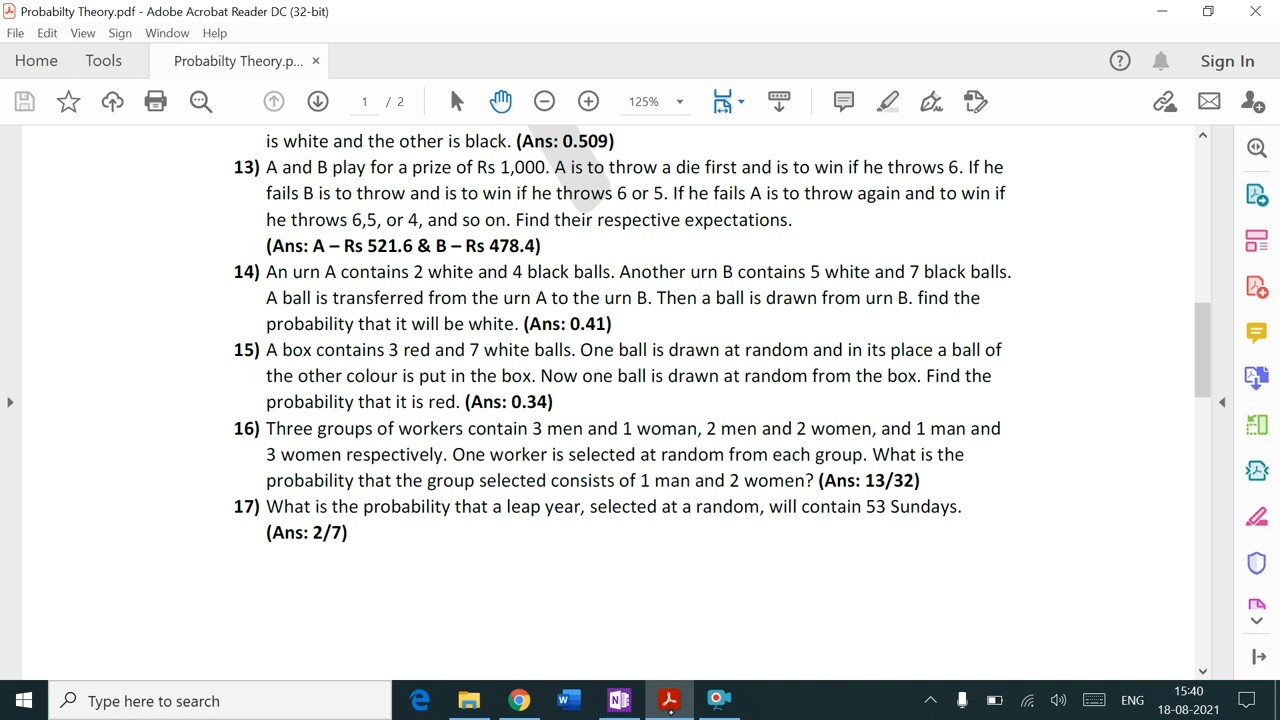 Probabilty Theory.pdf - Adobe Acrobat Reader DC (32-bit)
File Edit View Sign Window Help
Home Tools Probabilty Theory.p... × Sign In
1 / 2 125%
is white and the other is black. (Ans: 0.509)
13) A and B play for a prize of Rs 1,000. A is to throw a die first and is to win if he throws 6. If he
fails B is to throw and is to win if he throws 6 or 5. If he fails A is to throw again and to win if
he throws 6,5, or 4, and so on. Find their respective expectations.
(Ans: A – Rs 521.6 & B – Rs 478.4)
14) An urn A contains 2 white and 4 black balls. Another urn B contains 5 white and 7 black balls.
A ball is transferred from the urn A to the urn B. Then a ball is drawn from urn B. find the
probability that it will be white. (Ans: 0.41)
15) A box contains 3 red and 7 white balls. One ball is drawn at random and in its place a ball of
the other colour is put in the box. Now one ball is drawn at random from the box. Find the
probability that it is red. (Ans: 0.34)
16) Three groups of workers contain 3 men and 1 woman, 2 men and 2 women, and 1 man and
3 women respectively. One worker is selected at random from each group. What is the
probability that the group selected consists of 1 man and 2 women? (Ans: 13/32)
17) What is the probability that a leap year, selected at a random, will contain 53 Sundays.
(Ans: 2/7)
Type here to search
ENG
15:40
18-08-2021